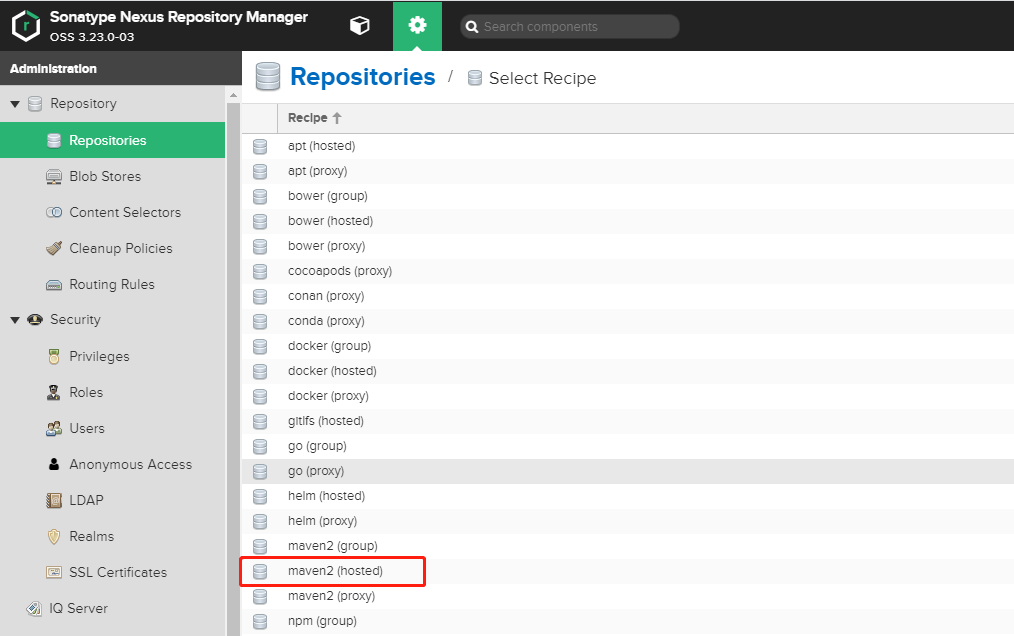 Sonatype Nexus Repository Manager
OSS 3.23.0-03
Search components
Administration
Repository
Repositories
Blob Stores
Content Selectors
Cleanup Policies
Routing Rules
Security
Privileges
Roles
Users
Anonymous Access
LDAP
Realms
SSL Certificates
IQ Server
Repositories / Select Recipe
Recipe
apt (hosted)
apt (proxy)
bower (group)
bower (hosted)
bower (proxy)
cocoapods (proxy)
conan (proxy)
conda (proxy)
docker (group)
docker (hosted)
docker (proxy)
gitlfs (hosted)
go (group)
go (proxy)
helm (hosted)
helm (proxy)
maven2 (group)
maven2 (hosted)
maven2 (proxy)
npm (group)